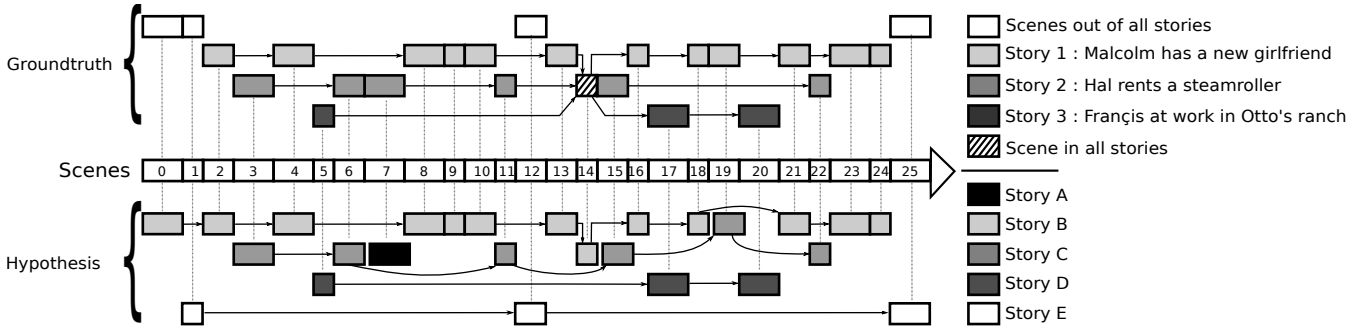 Groundtruth
Scenes out of all stories
Story 1 : Malcolm has a new girlfriend
Story 2 : Hal rents a steamroller
Story 3 : Françis at work in Otto's ranch
Scene in all stories
Scenes
0 1 2 3 4 5 6 7 8 9 10 11 12 13 14 15 16 17 18 19 20 21 22 23 24 25
Hypothesis
Story A
Story B
Story C
Story D
Story E